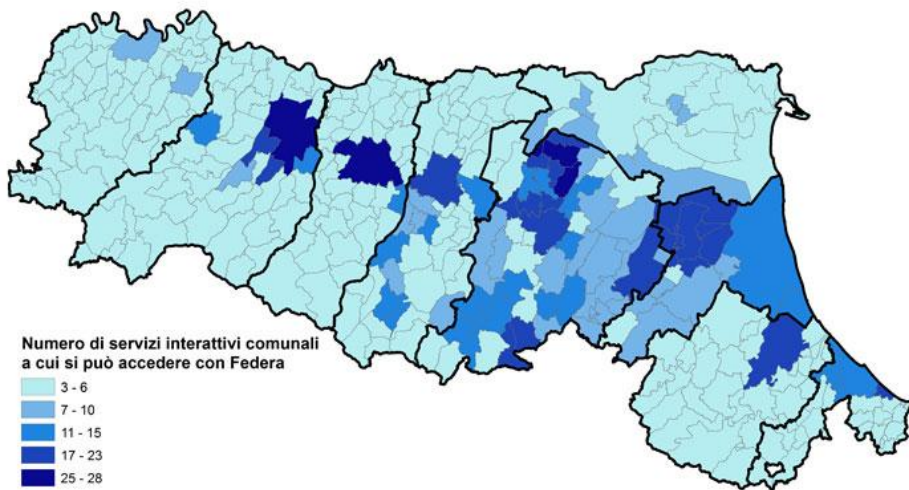 Numero di servizi interattivi comunali
a cui si può accedere con Federa
3 - 6
7 - 10
11 - 15
17 - 23
25 - 28